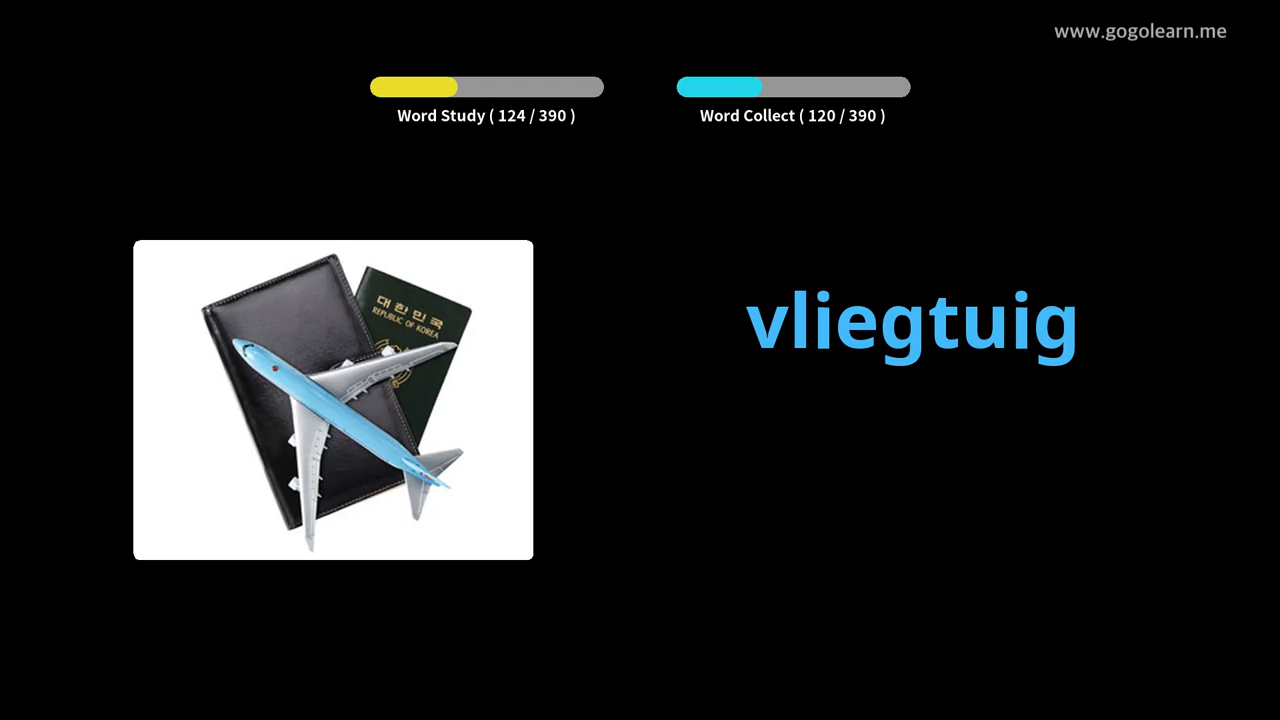 www.gogolearn.me
Word Study ( 124 / 390 )
Word Collect ( 120 / 390 )
대한민국
REPUBLIC OF KOREA
vliegtuig